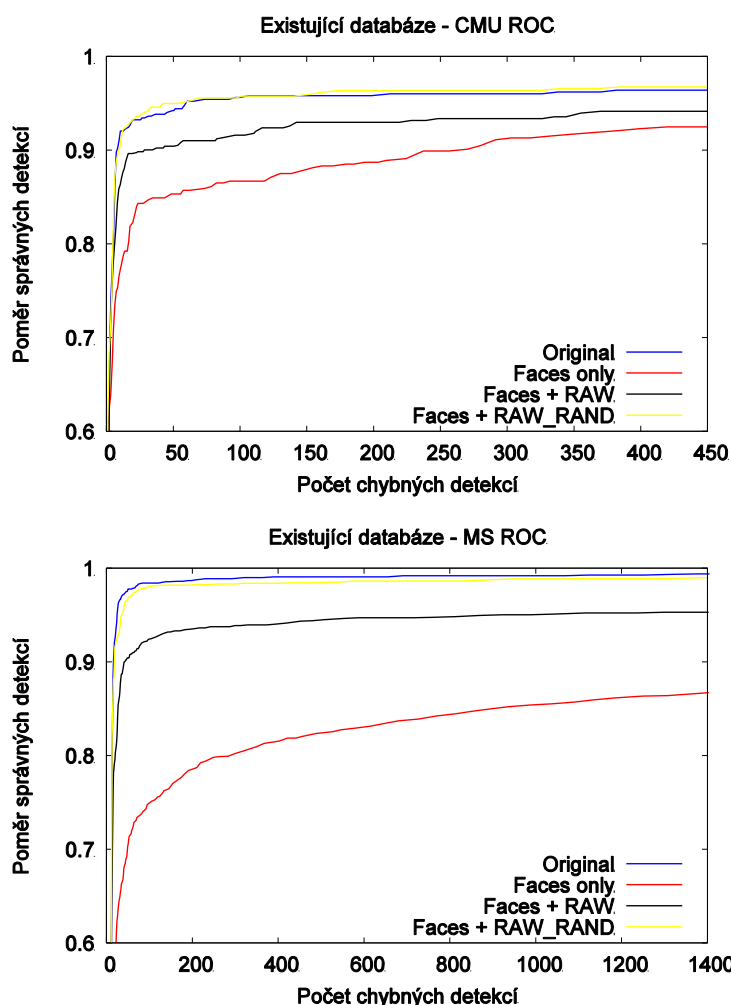 Existující databáze - CMU ROC
1
0.9
0.8
0.7
0.6
Poměr správných detekcí
Original
Faces only
Faces + RAW
Faces + RAW_RAND
0 50 100 150 200 250 300 350 400 450
Počet chybných detekcí
Existující databáze - MS ROC
1
0.9
0.8
0.7
0.6
Poměr správných detekcí
Original
Faces only
Faces + RAW
Faces + RAW_RAND
0 200 400 600 800 1000 1200 1400
Počet chybných detekcí